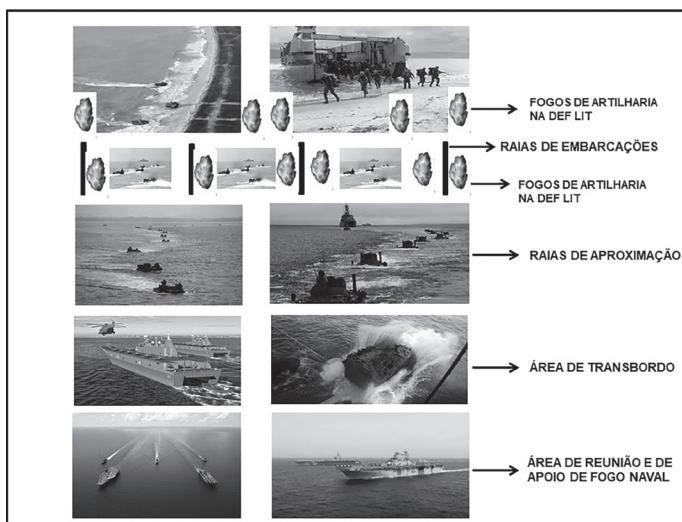 FOGOS DE ARTILHARIA
NA DEF LIT
RAIAS DE EMBARCAÇÕES
FOGOS DE ARTILHARIA
NA DEF LIT
RAIAS DE APROXIMAÇÃO
ÁREA DE TRANSBORDO
ÁREA DE REUNIÃO E DE
APOIO DE FOGO NAVAL